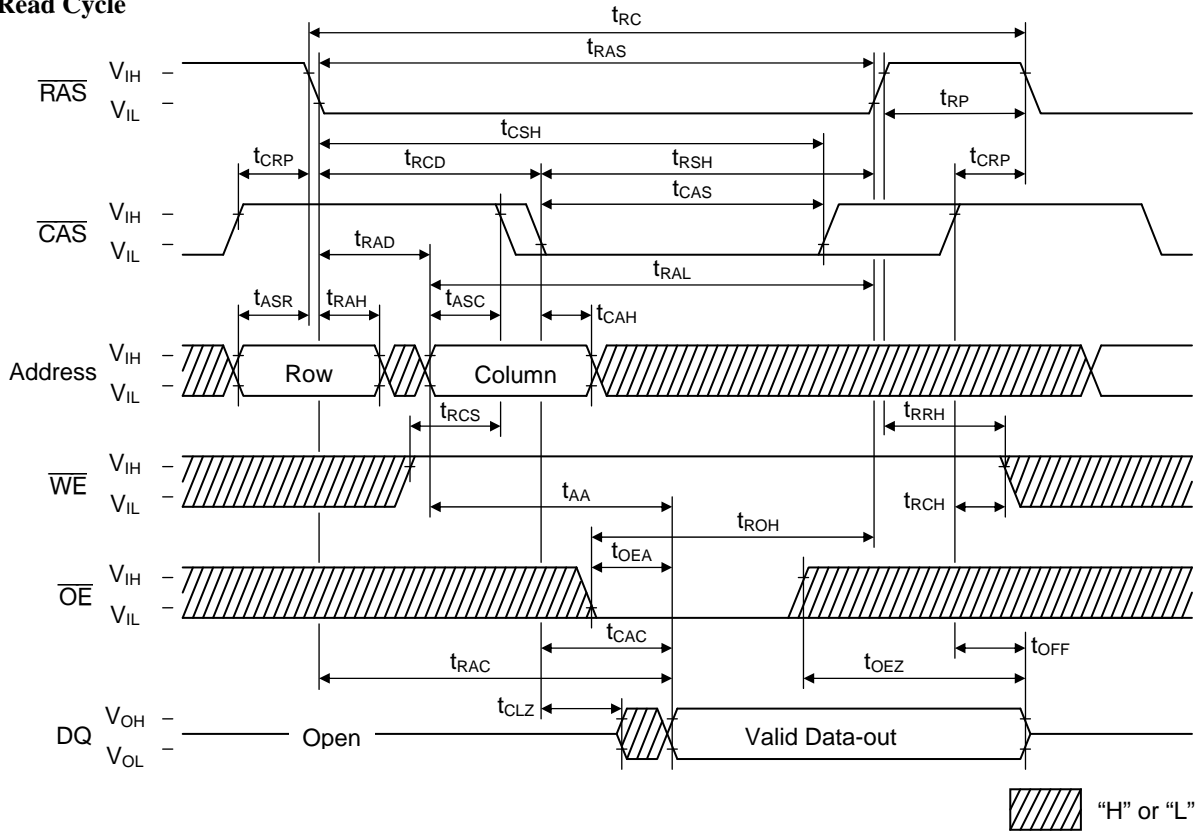 Read Cycle
tRC
tRAS
RAS
VIH
VIL
tRP
tCSH
tCRP
tRCD
tRSH
tCRP
tCAS
CAS
VIH
VIL
tRAD
tRAL
tASR
tRAH
tASC
tCAH
Address
VIH
VIL
Row
Column
tRCS
tRRH
WE
VIH
VIL
tAA
tRCH
tROH
tOEA
OE
VIH
VIL
tCAC
tOFF
tRAC
tOEZ
tCLZ
DQ
VOH
VOL
Open
Valid Data-out
“H” or “L”